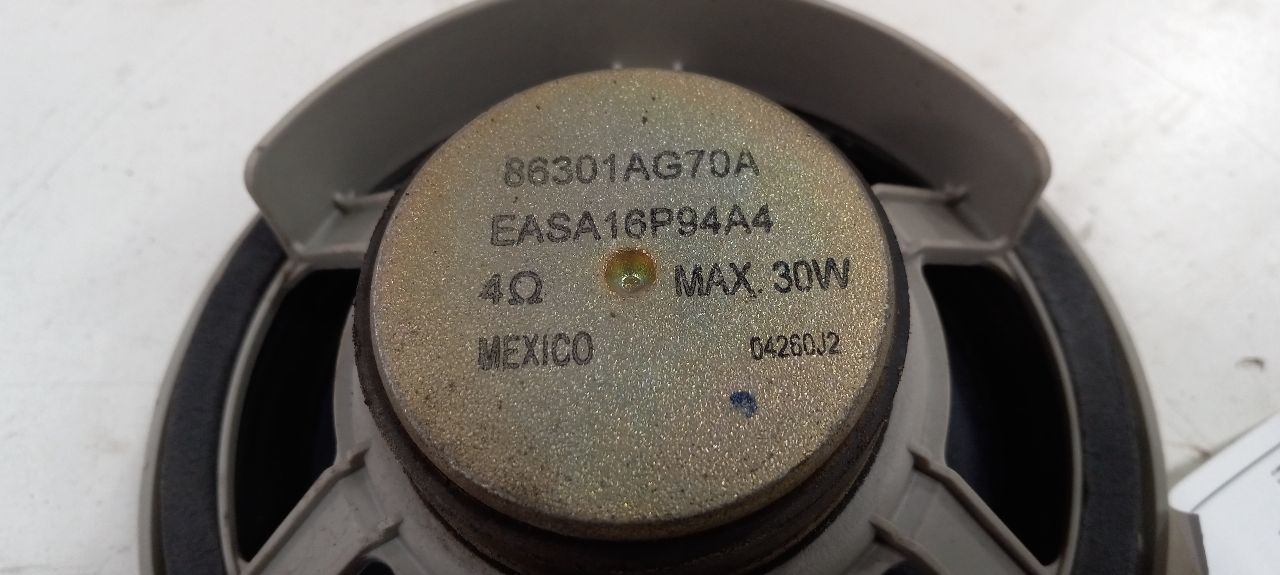 86301AG70A
EASA16P94A4
4Ω MAX. 30W
MEXICO 04260J2